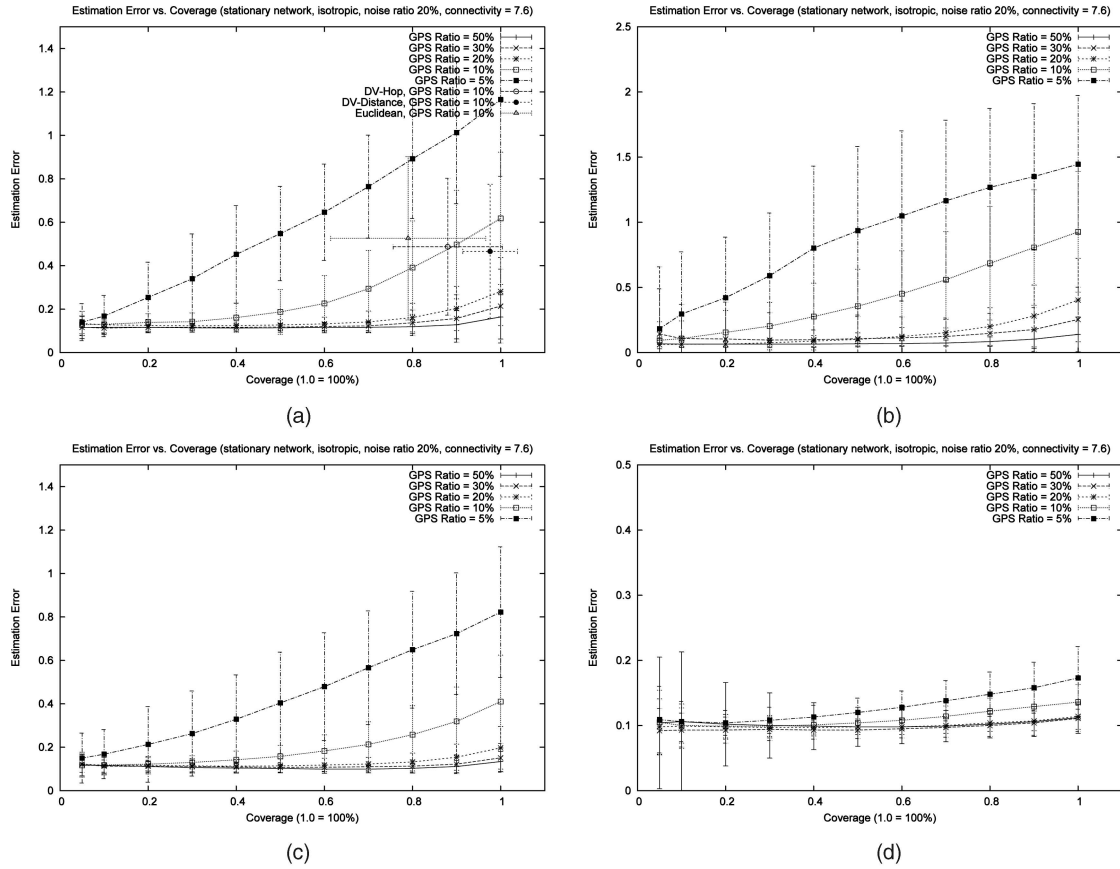 Estimation Error vs. Coverage (stationary network, isotropic, noise ratio 20%, connectivity = 7.6)
GPS Ratio = 50%
GPS Ratio = 30%
GPS Ratio = 20%
GPS Ratio = 10%
GPS Ratio = 5%
DV-Hop, GPS Ratio = 10%
DV-Distance, GPS Ratio = 10%
Euclidean, GPS Ratio = 10%
1.4
1.2
1
0.8
0.6
0.4
0.2
0
Estimation Error
0 0.2 0.4 0.6 0.8 1
Coverage (1.0 = 100%)
(a)
Estimation Error vs. Coverage (stationary network, isotropic, noise ratio 20%, connectivity = 7.6)
GPS Ratio = 50%
GPS Ratio = 30%
GPS Ratio = 20%
GPS Ratio = 10%
GPS Ratio = 5%
2.5
2
1.5
1
0.5
0
Estimation Error
0 0.2 0.4 0.6 0.8 1
Coverage (1.0 = 100%)
(b)
Estimation Error vs. Coverage (stationary network, isotropic, noise ratio 20%, connectivity = 7.6)
GPS Ratio = 50%
GPS Ratio = 30%
GPS Ratio = 20%
GPS Ratio = 10%
GPS Ratio = 5%
1.4
1.2
1
0.8
0.6
0.4
0.2
0
Estimation Error
0 0.2 0.4 0.6 0.8 1
Coverage (1.0 = 100%)
(c)
Estimation Error vs. Coverage (stationary network, isotropic, noise ratio 20%, connectivity = 7.6)
GPS Ratio = 50%
GPS Ratio = 30%
GPS Ratio = 20%
GPS Ratio = 10%
GPS Ratio = 5%
0.5
0.4
0.3
0.2
0.1
0
Estimation Error
0 0.2 0.4 0.6 0.8 1
Coverage (1.0 = 100%)
(d)